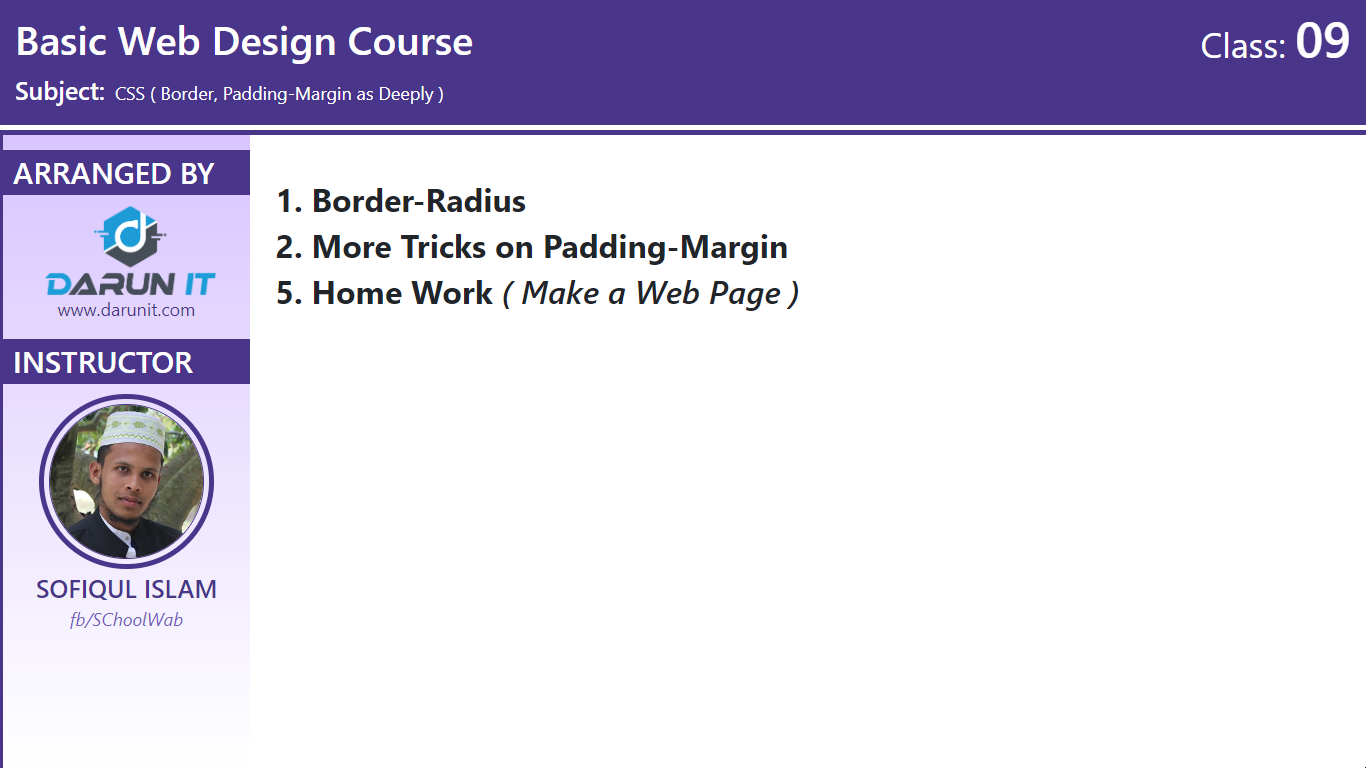 Basic Web Design Course
Class: 09
Subject: CSS ( Border, Padding-Margin as Deeply )
ARRANGED BY
DARUN IT
www.darunit.com
INSTRUCTOR
SOFIQUL ISLAM
fb/SChoolWab
1. Border-Radius
2. More Tricks on Padding-Margin
5. Home Work ( Make a Web Page )